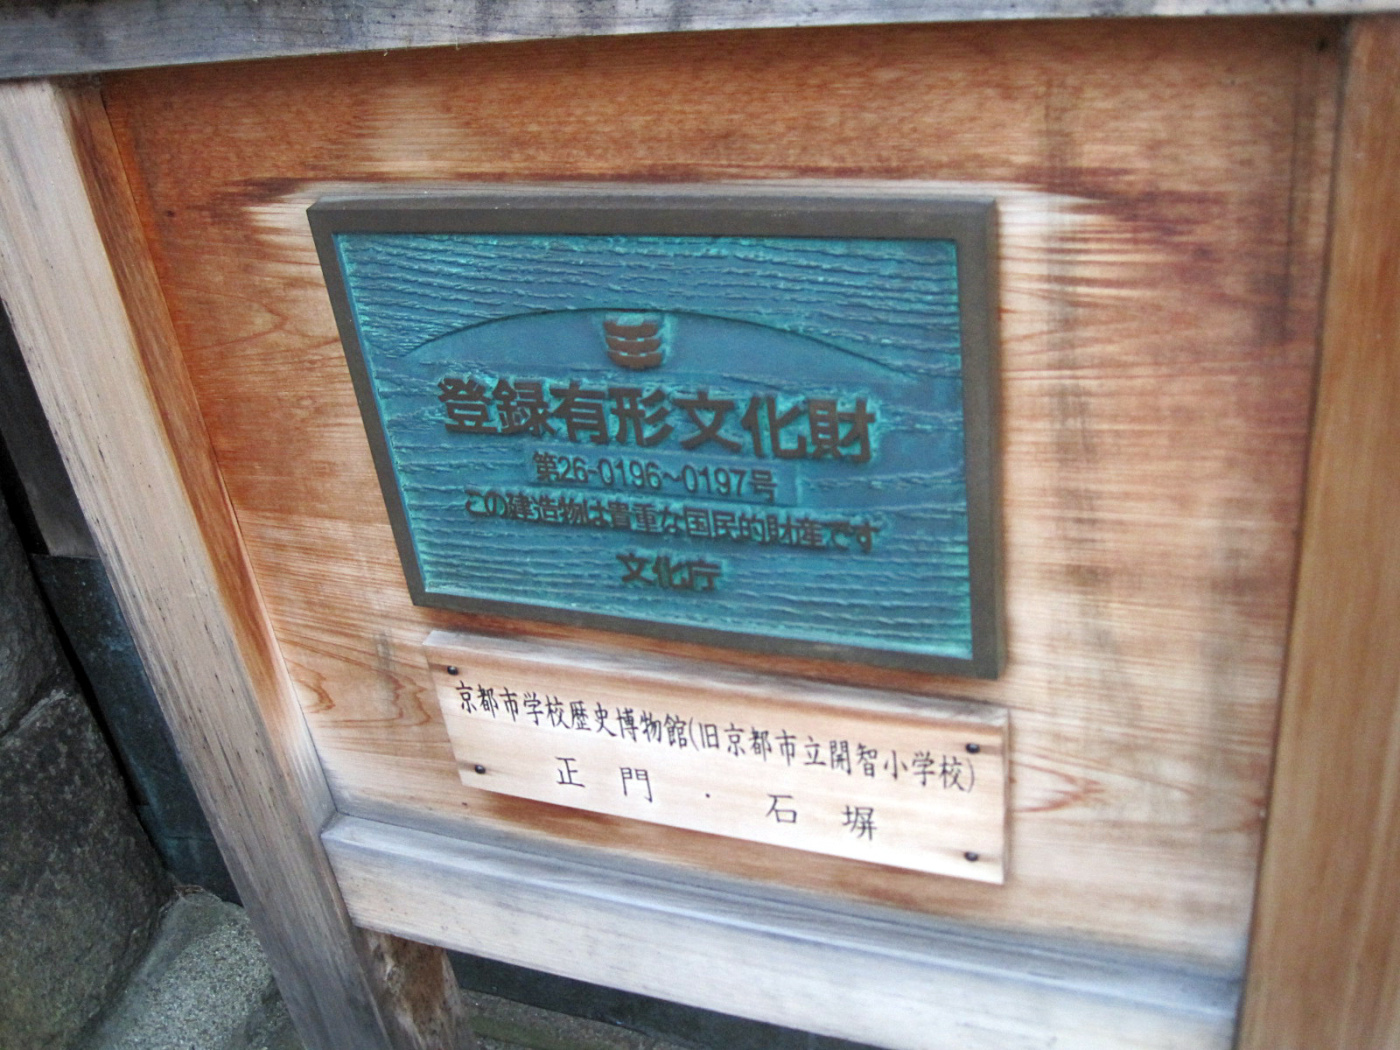 登録有形文化財
第26-0196～0197号
この建造物は貴重な国民的財産です
文化庁
京都市学校歴史博物館(旧京都市立開智小学校)
正門・石塀